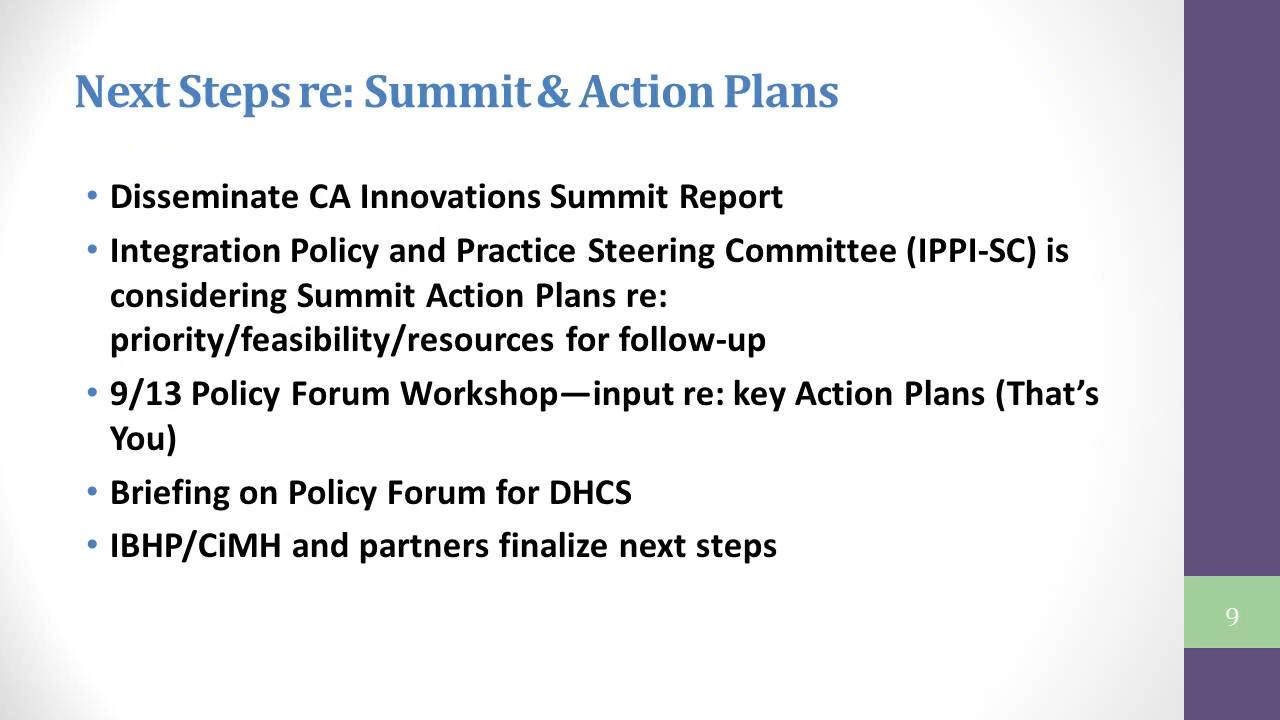 Next Steps re: Summit & Action Plans
• Disseminate CA Innovations Summit Report
• Integration Policy and Practice Steering Committee (IPPI-SC) is
considering Summit Action Plans re:
priority/feasibility/resources for follow-up
• 9/13 Policy Forum Workshop—input re: key Action Plans (That’s
You)
• Briefing on Policy Forum for DHCS
• IBHP/CiMH and partners finalize next steps
9